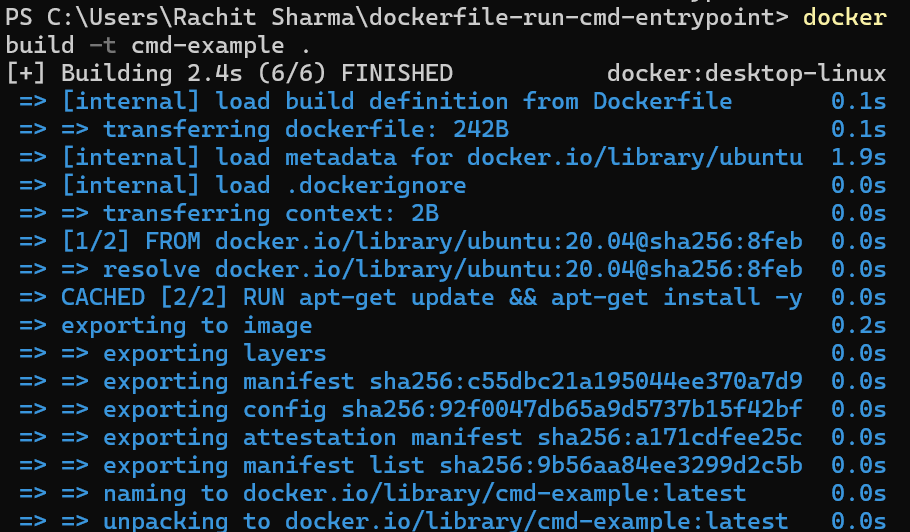 PS C:\Users\Rachit Sharma\dockerfile-run-cmd-entrypoint> docker
build -t cmd-example .
[+] Building 2.4s (6/6) FINISHED docker:desktop-linux
=> [internal] load build definition from Dockerfile 0.1s
=> => transferring dockerfile: 242B 0.1s
=> [internal] load metadata for docker.io/library/ubuntu 1.9s
=> [internal] load .dockerignore 0.0s
=> => transferring context: 2B 0.0s
=> [1/2] FROM docker.io/library/ubuntu:20.04@sha256:8feb 0.0s
=> => resolve docker.io/library/ubuntu:20.04@sha256:8feb 0.0s
=> CACHED [2/2] RUN apt-get update && apt-get install -y 0.0s
=> exporting to image 0.2s
=> => exporting layers 0.0s
=> => exporting manifest sha256:c55dbc21a195044ee370a7d9 0.0s
=> => exporting config sha256:92f0047db65a9d5737b15f42bf 0.0s
=> => exporting attestation manifest sha256:a171cdfee25c 0.0s
=> => exporting manifest list sha256:9b56aa84ee3299d2c5b 0.0s
=> => naming to docker.io/library/cmd-example:latest 0.0s
=> => unpacking to docker.io/library/cmd-example:latest 0.0s